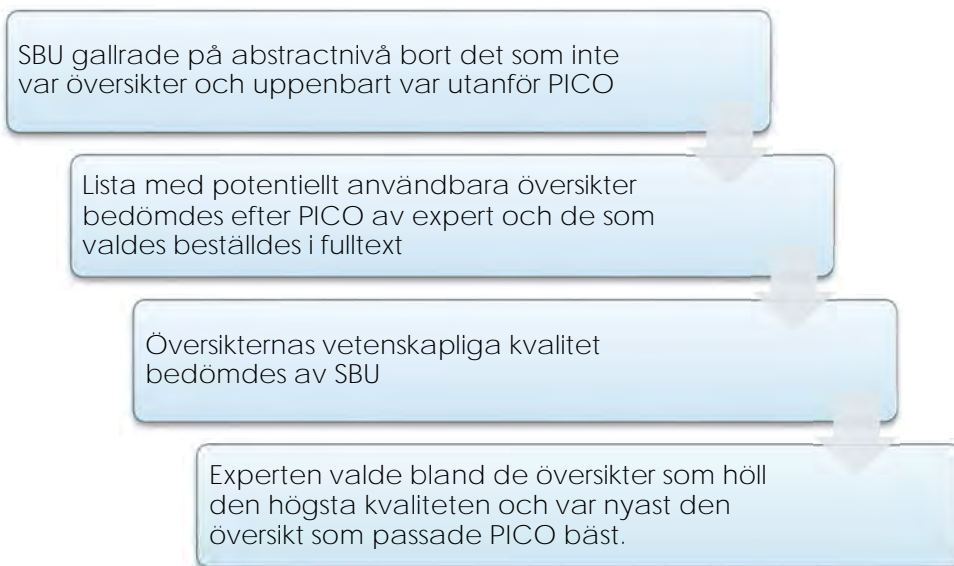 SBU gallrade på abstractnivå bort det som inte
var översikter och uppenbart var utanför PICO
Lista med potentiellt användbara översikter
bedömdes efter PICO av expert och de som
valdes beställdes i fulltext
Översikternas vetenskapliga kvalitet
bedömdes av SBU
Experten valde bland de översikter som höll
den högsta kvaliteten och var nyast den
översikt som passade PICO bäst.